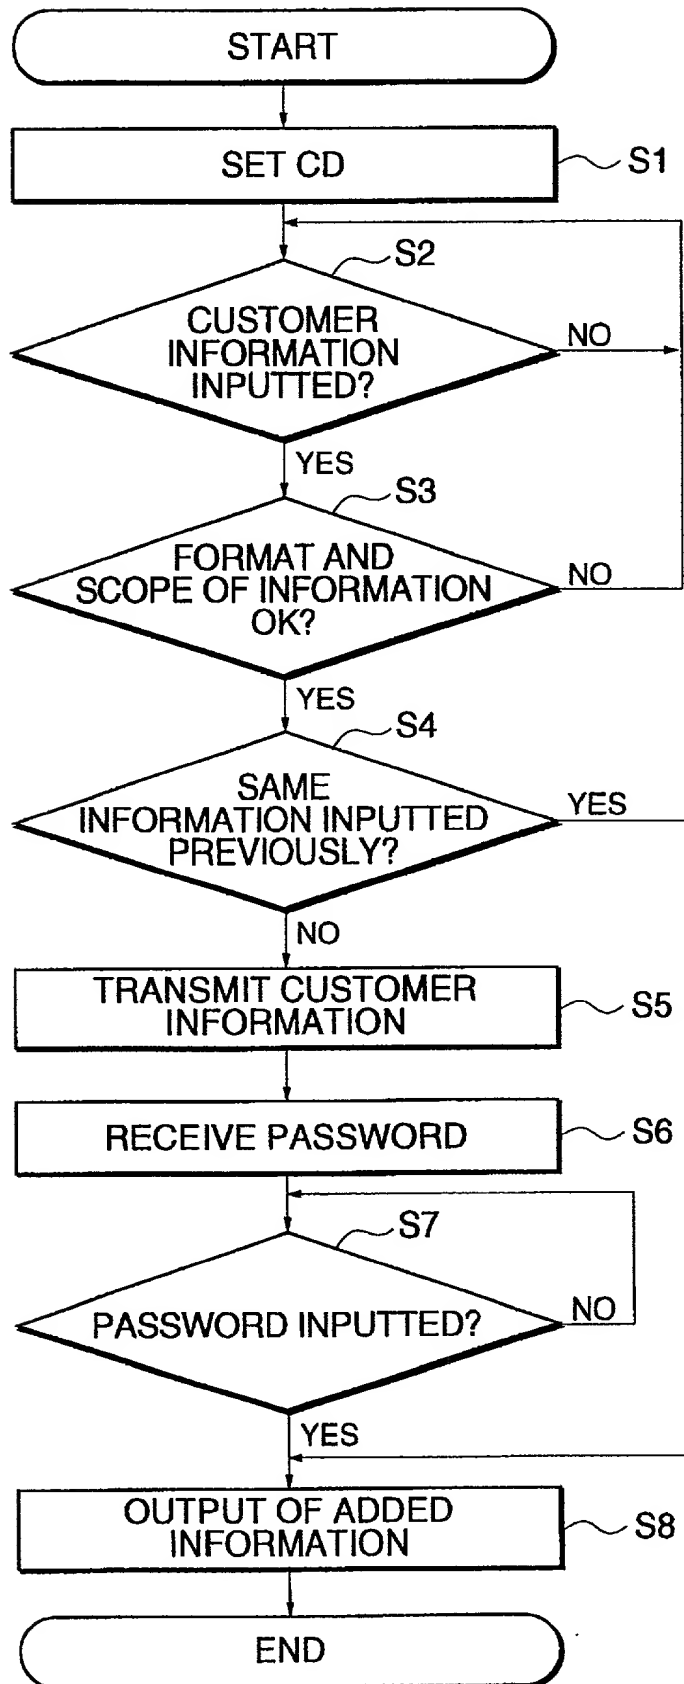 START
SET CD
S1
S2
CUSTOMER
INFORMATION
INPUTTED?
NO
YES
S3
FORMAT AND
SCOPE OF INFORMATION
OK?
NO
YES
S4
SAME
INFORMATION INPUTTED
PREVIOUSLY?
YES
NO
TRANSMIT CUSTOMER
INFORMATION
S5
RECEIVE PASSWORD
S6
S7
PASSWORD INPUTTED?
NO
YES
OUTPUT OF ADDED
INFORMATION
S8
END